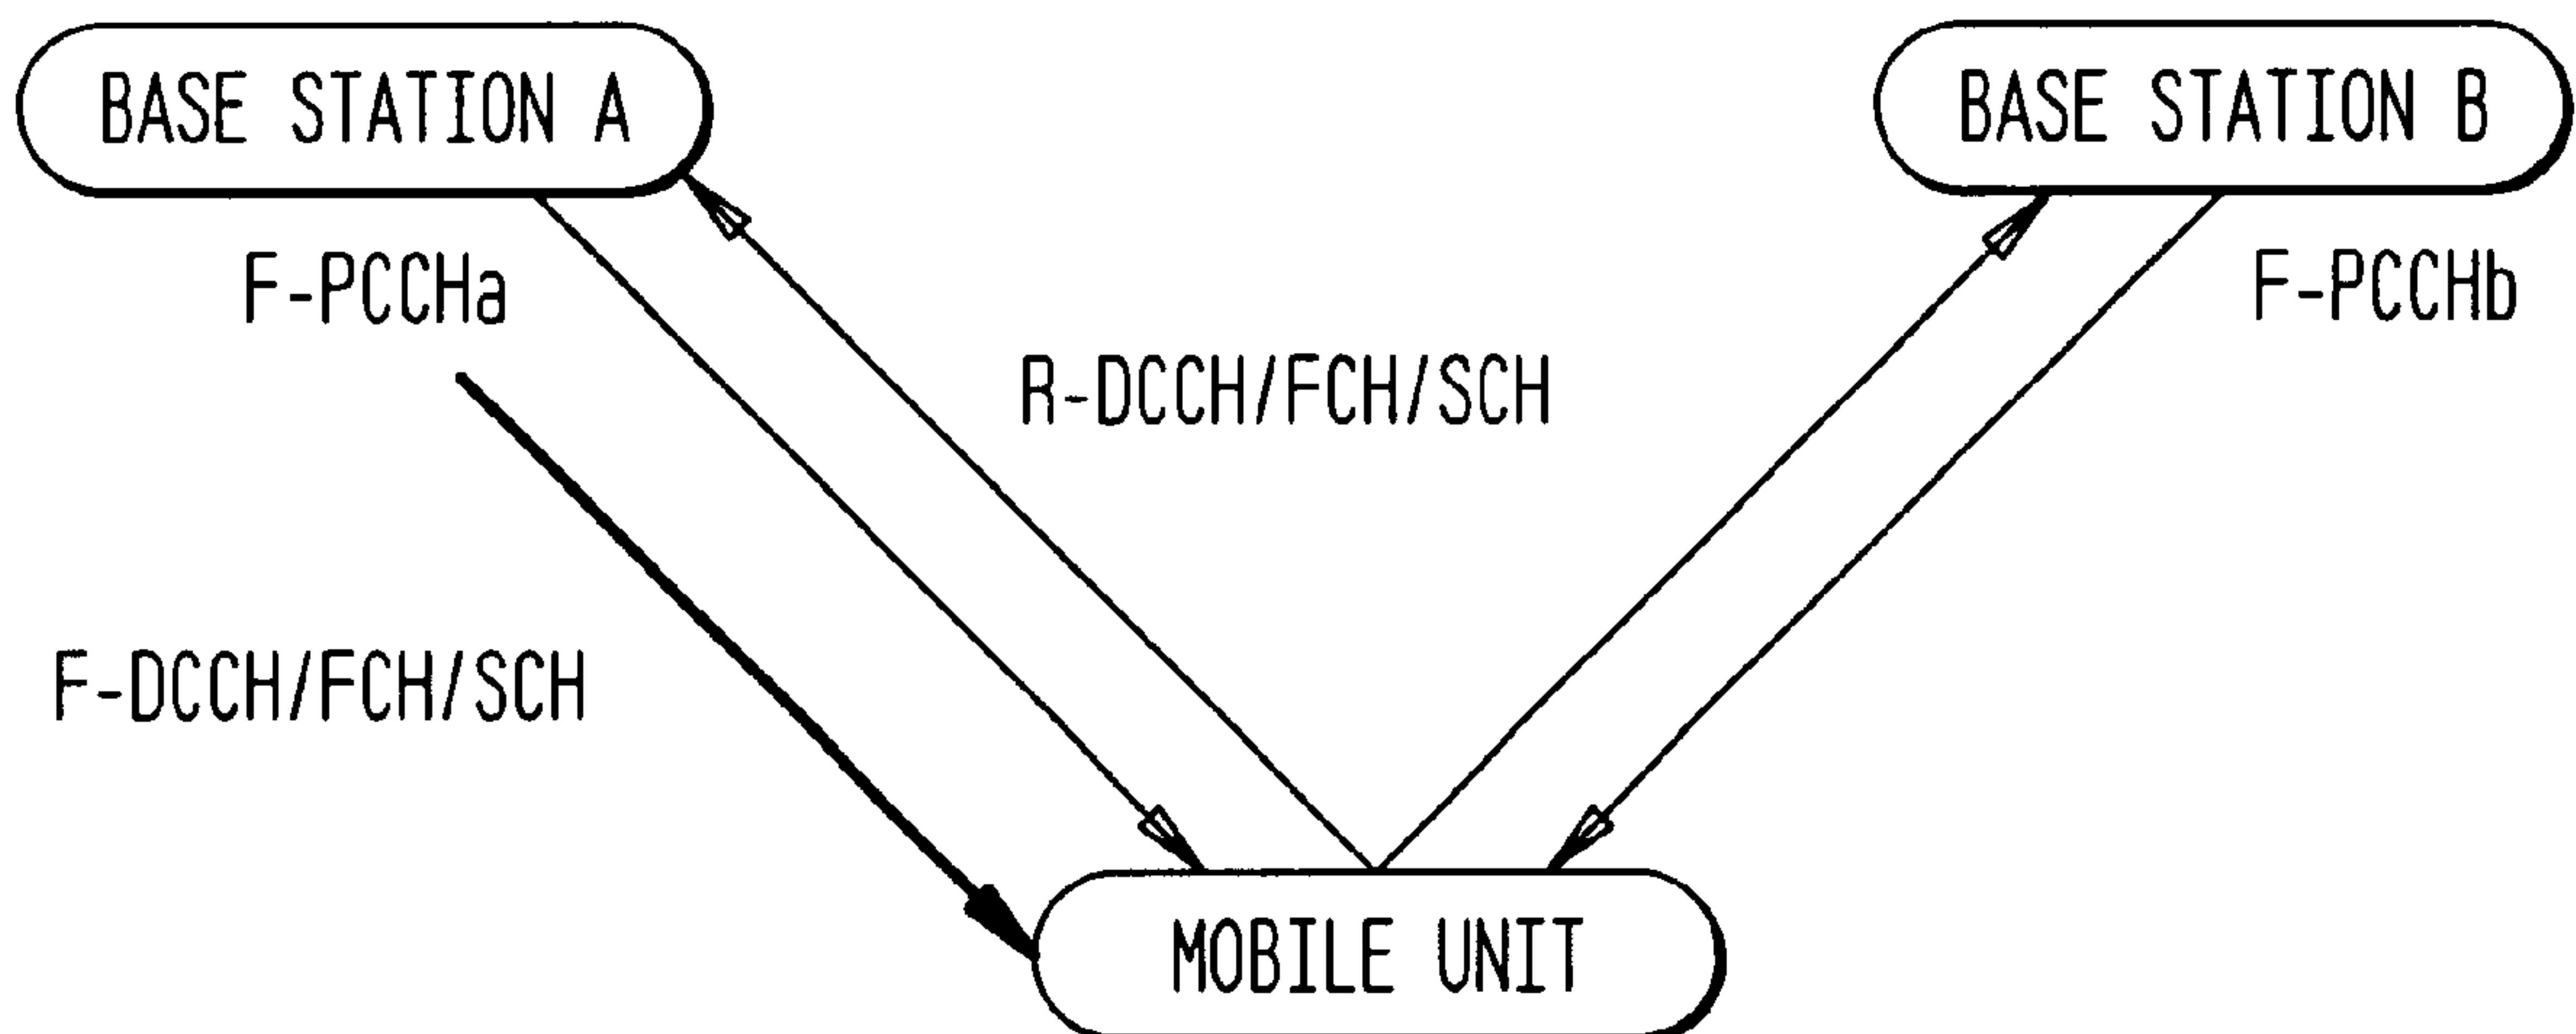 BASE STATION A
BASE STATION B
F-PCCHa
F-PCCHb
R-DCCH/FCH/SCH
F-DCCH/FCH/SCH
MOBILE UNIT